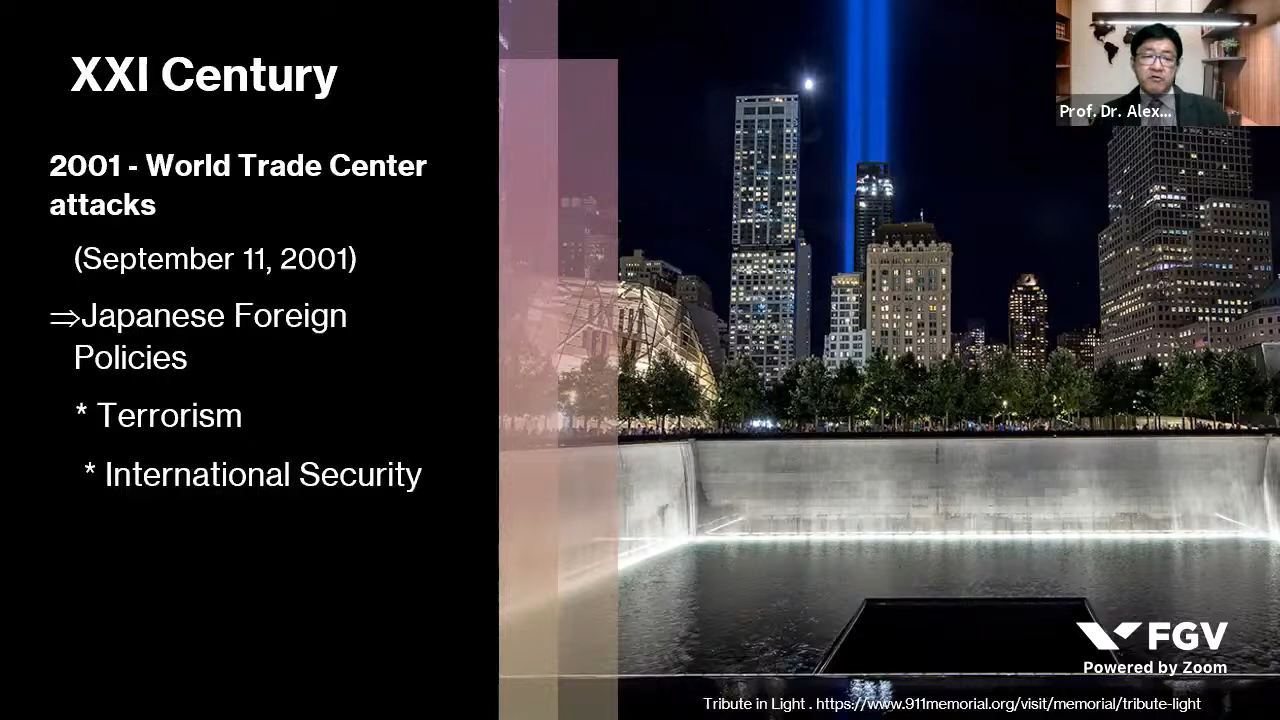 XXI Century
2001 - World Trade Center
attacks
(September 11, 2001)
⇒Japanese Foreign
Policies
* Terrorism
* International Security
Prof. Dr. Alex...
FGV
Powered by Zoom
Tribute in Light . https://www.911memorial.org/visit/memorial/tribute-light